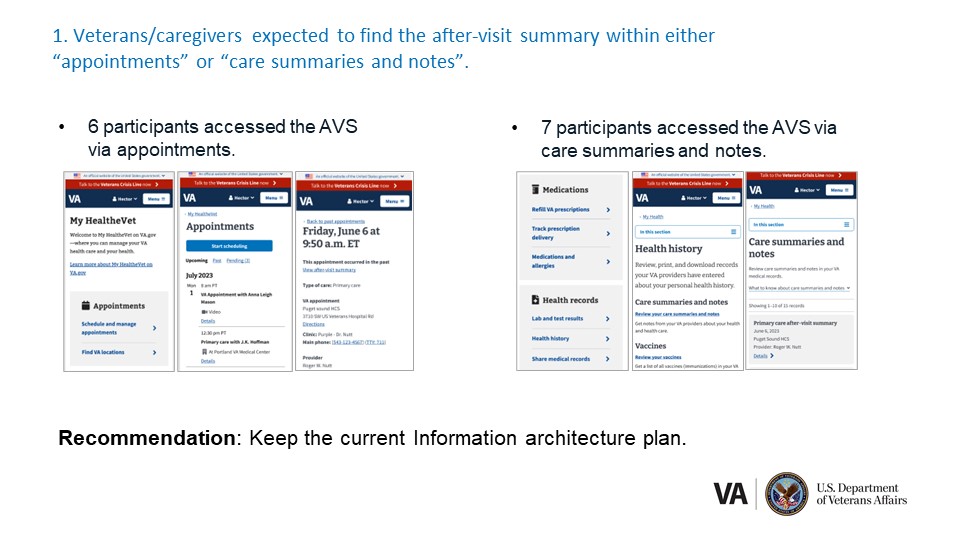 1. Veterans/caregivers expected to find the after-visit summary within either
“appointments” or “care summaries and notes”.
• 6 participants accessed the AVS
via appointments.
An official website of the United States government.
Talk to the Veterans Crisis Line now
VA
Hector
Menu
My HealtheVet
Welcome to My HealtheVet on VA.gov
—where you can manage your VA
health care and your health.
Learn more about My HealtheVet on
VA.gov
Appointments
Schedule and manage
appointments
Find VA locations
An official website of the United States government.
Talk to the Veterans Crisis Line now
VA
Hector
Menu
My HealtheVet
Appointments
Start scheduling
Upcoming Past Pending (3)
July 2023
Mon 8 am PT
1 VA Appointment with Anna Leigh
Mason
Video
Details
12:30 pm PT
Primary care with J.K. Hoffman
At Portland VA Medical Center
Details
An official website of the United States government.
Talk to the Veterans Crisis Line now
VA
Hector
Menu
Back to past appointments
Friday, June 6 at
9:50 a.m. ET
This appointment occurred in the past
View after-visit summary
Type of care: Primary care
VA appointment
Puget sound HCS
3710 SW US Veterans Hospital Rd
Directions
Clinic: Purple - Dr. Nutt
Main phone: (541-123-4567) (TTY: 711)
Provider
Roger W. Nutt
• 7 participants accessed the AVS via
care summaries and notes.
Medications
Refill VA prescriptions
Track prescription
delivery
Medications and
allergies
Health records
Lab and test results
Health history
Share medical records
An official website of the United States government.
Talk to the Veterans Crisis Line now
VA
Hector
Menu
My Health
In this section
Health history
Review, print, and download records
your VA providers have entered
about your personal health history.
Care summaries and notes
Review your care summaries and notes
Get notes from your VA providers about your health
and health care.
Vaccines
Review your vaccines
Get a list of all vaccines (immunizations) in your VA
Talk to the Veterans Crisis Line now
VA
Hector
Menu
My Health
In this section
Care summaries and
notes
Review care summaries and notes in your VA
medical records.
What to know about care summaries and notes
Showing 1-13 of 11 records
Primary care after-visit summary
June 6, 2023
Puget Sound HCS
Provider: Roger W. Nutt
Details
Recommendation: Keep the current Information architecture plan.
VA
U.S. Department
of Veterans Affairs